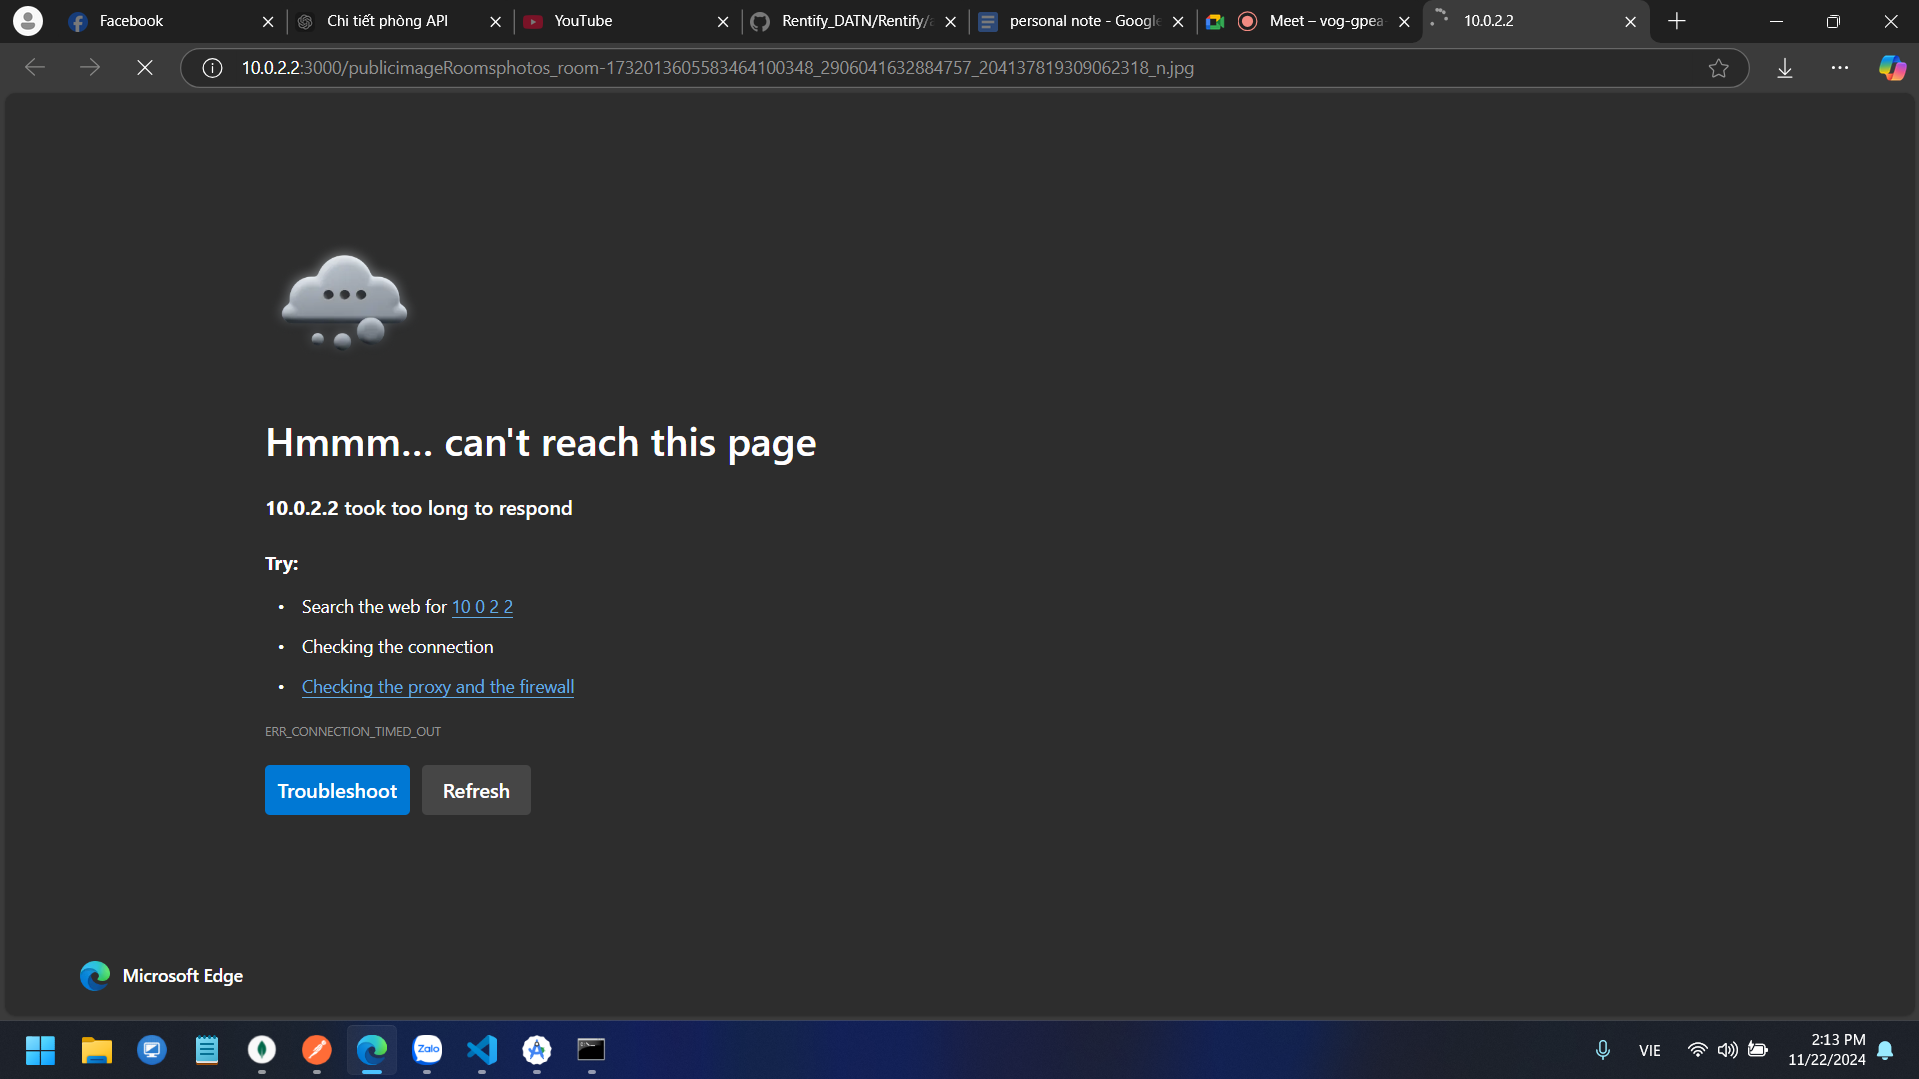 Facebook
Chi tiết phòng API
YouTube
Rentify_DATN/Rentify/a
personal note - Google
Meet – vog-gpea-
10.0.2.2
10.0.2.2:3000/publicimageRoomsphotos_room-1732013605583464100348_2906041632884757_204137819309062318_n.jpg
Hmmm... can't reach this page
10.0.2.2 took too long to respond
Try:
• Search the web for 10 0 2 2
• Checking the connection
• Checking the proxy and the firewall
ERR_CONNECTION_TIMED_OUT
Troubleshoot
Refresh
Microsoft Edge
Zalo
VIE
2:13 PM
11/22/2024